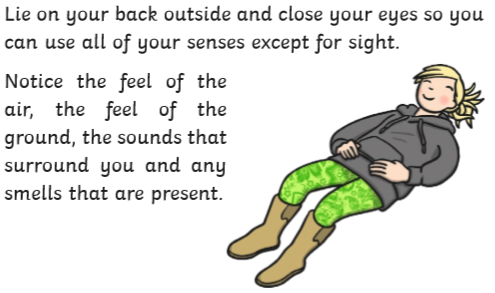 Lie on your back outside and close your eyes so you
can use all of your senses except for sight.
Notice the feel of the
air, the feel of the
ground, the sounds that
surround you and any
smells that are present.